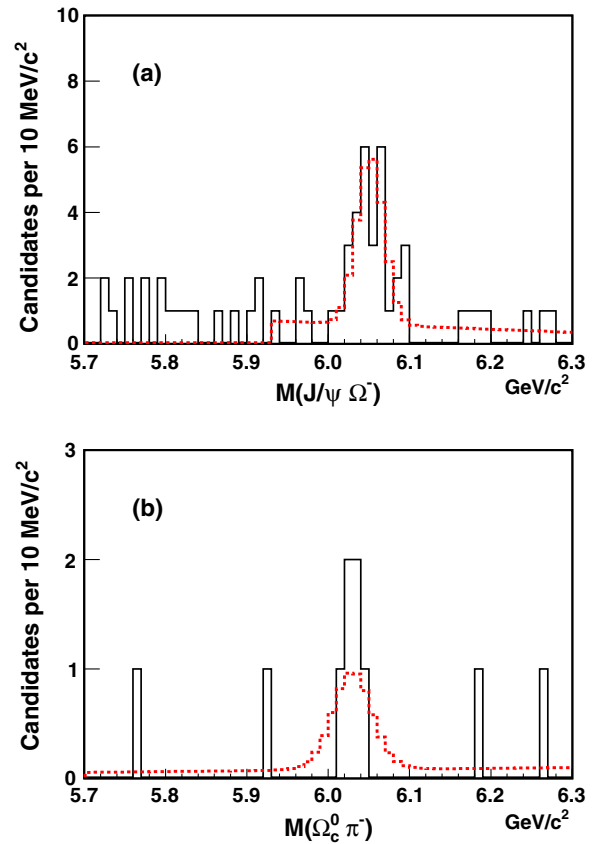 Candidates per 10 MeV/c²
10
8
6
4
2
0
(a)
5.7 5.8 5.9 6.0 6.1 6.2 6.3
M(J/ψ Ω⁻)
GeV/c²
Candidates per 10 MeV/c²
3
2
1
0
(b)
5.7 5.8 5.9 6.0 6.1 6.2 6.3
M(Ω_c⁰ π⁻)
GeV/c²